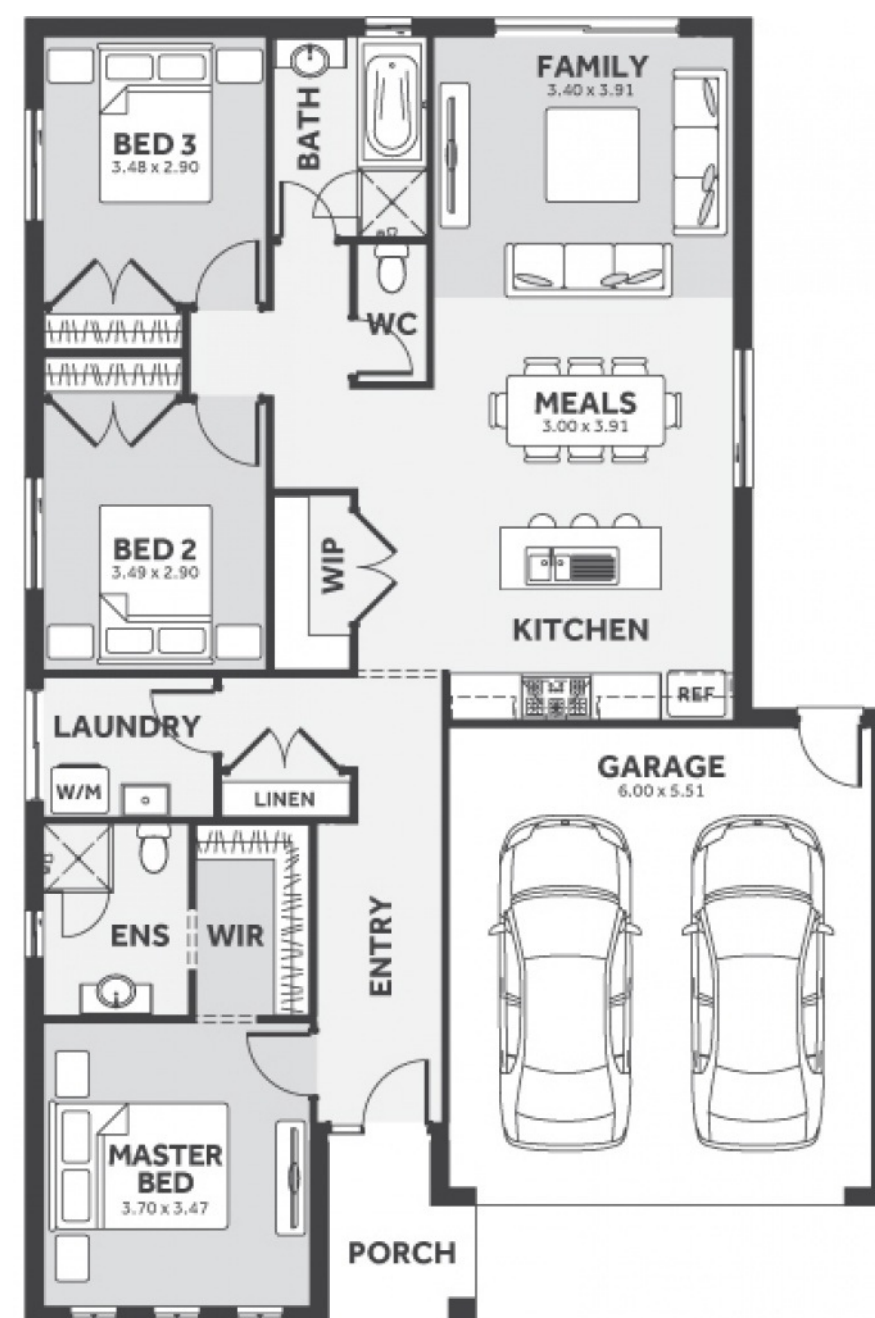 FAMILY
3.40 x 3.91
BED 3
3.48 x 2.90
BATH
WC
MEALS
3.00 x 3.91
BED 2
3.49 x 2.90
WIP
KITCHEN
REF
LAUNDRY
W/M
LINEN
GARAGE
6.00 x 5.51
ENS
WIR
ENTRY
MASTER
BED
3.70 x 3.47
PORCH